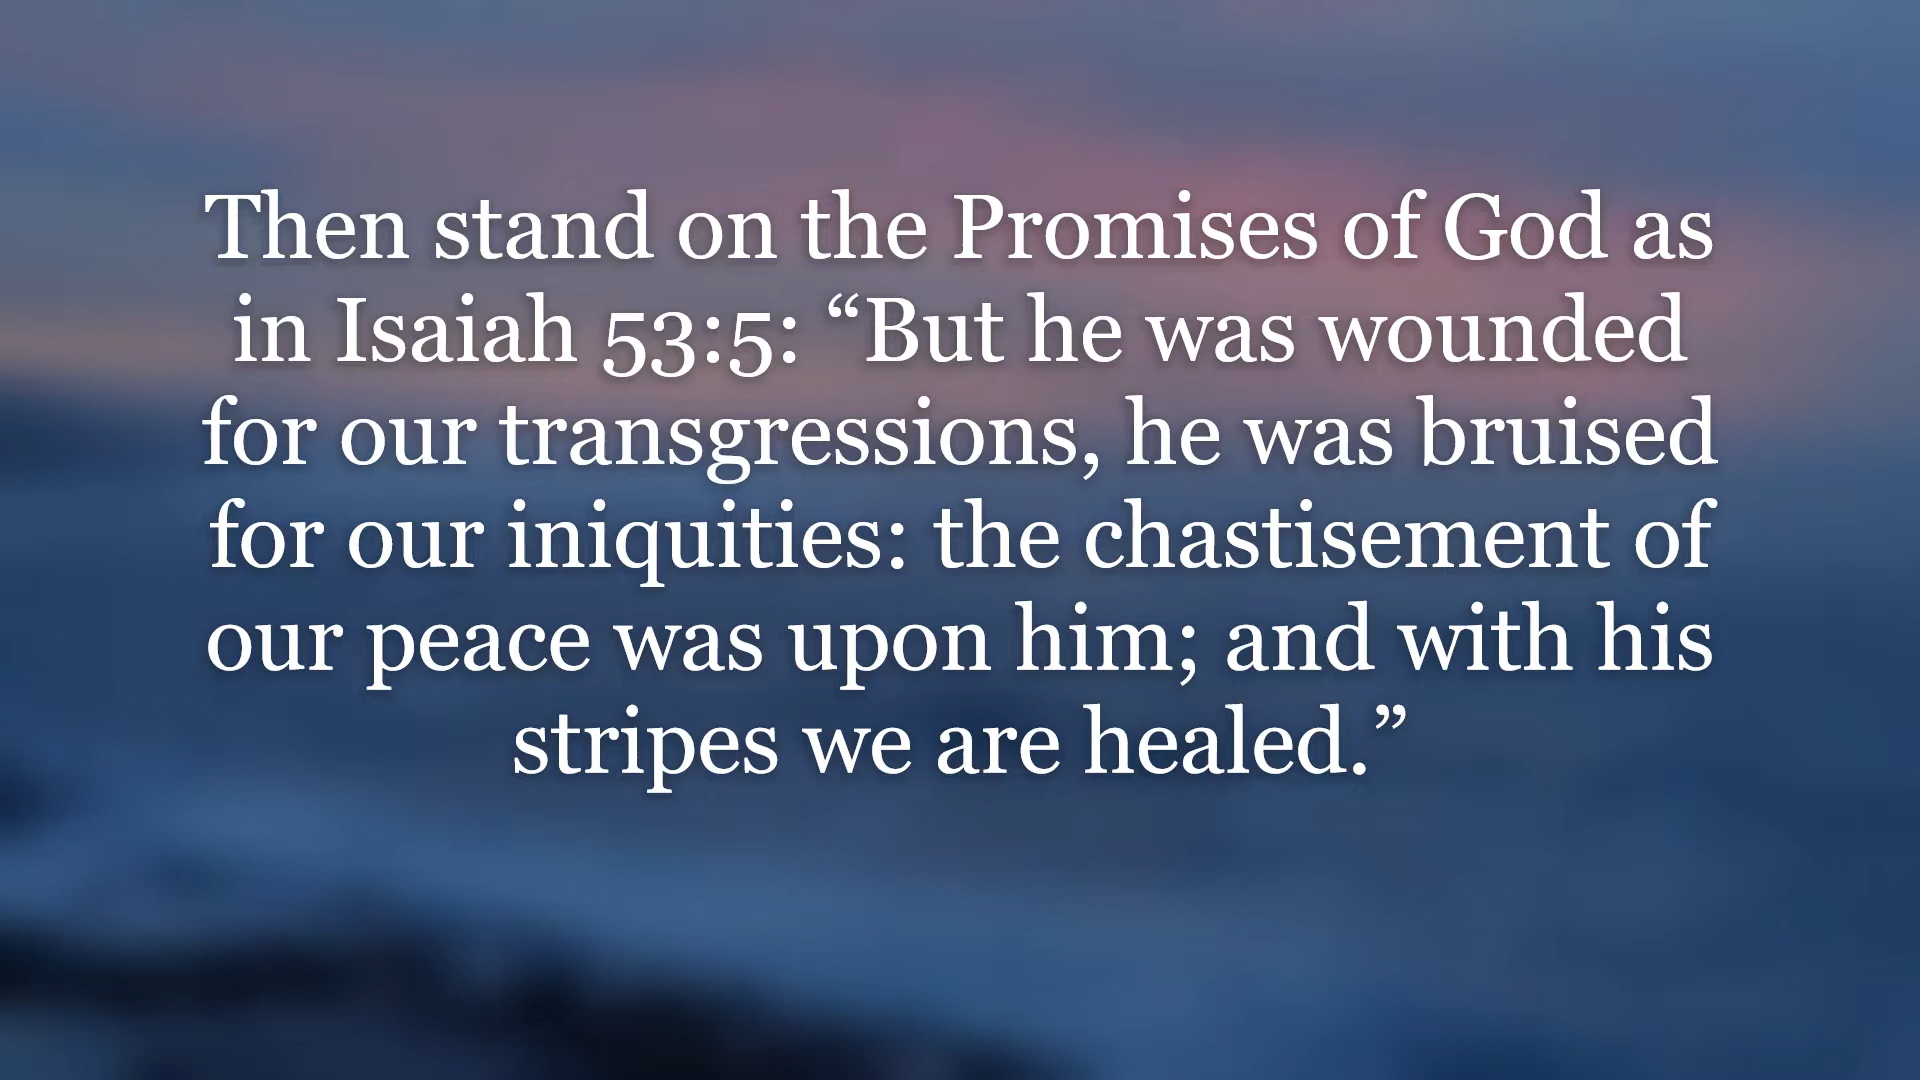 Then stand on the Promises of God as
in Isaiah 53:5: “But he was wounded
for our transgressions, he was bruised
for our iniquities: the chastisement of
our peace was upon him; and with his
stripes we are healed.”